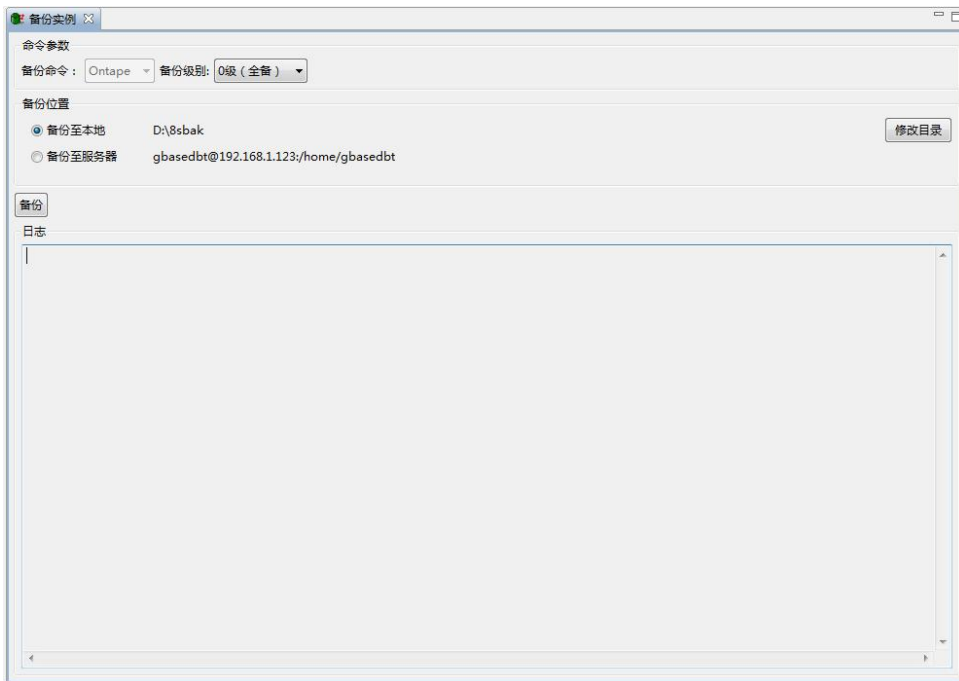 备份实例
命令参数
备份命令： Ontape 备份级别: 0级（全备）
备份位置
备份至本地 D:\8sbak 修改目录
备份至服务器 gbasedbt@192.168.1.123:/home/gbasedbt
备份
日志